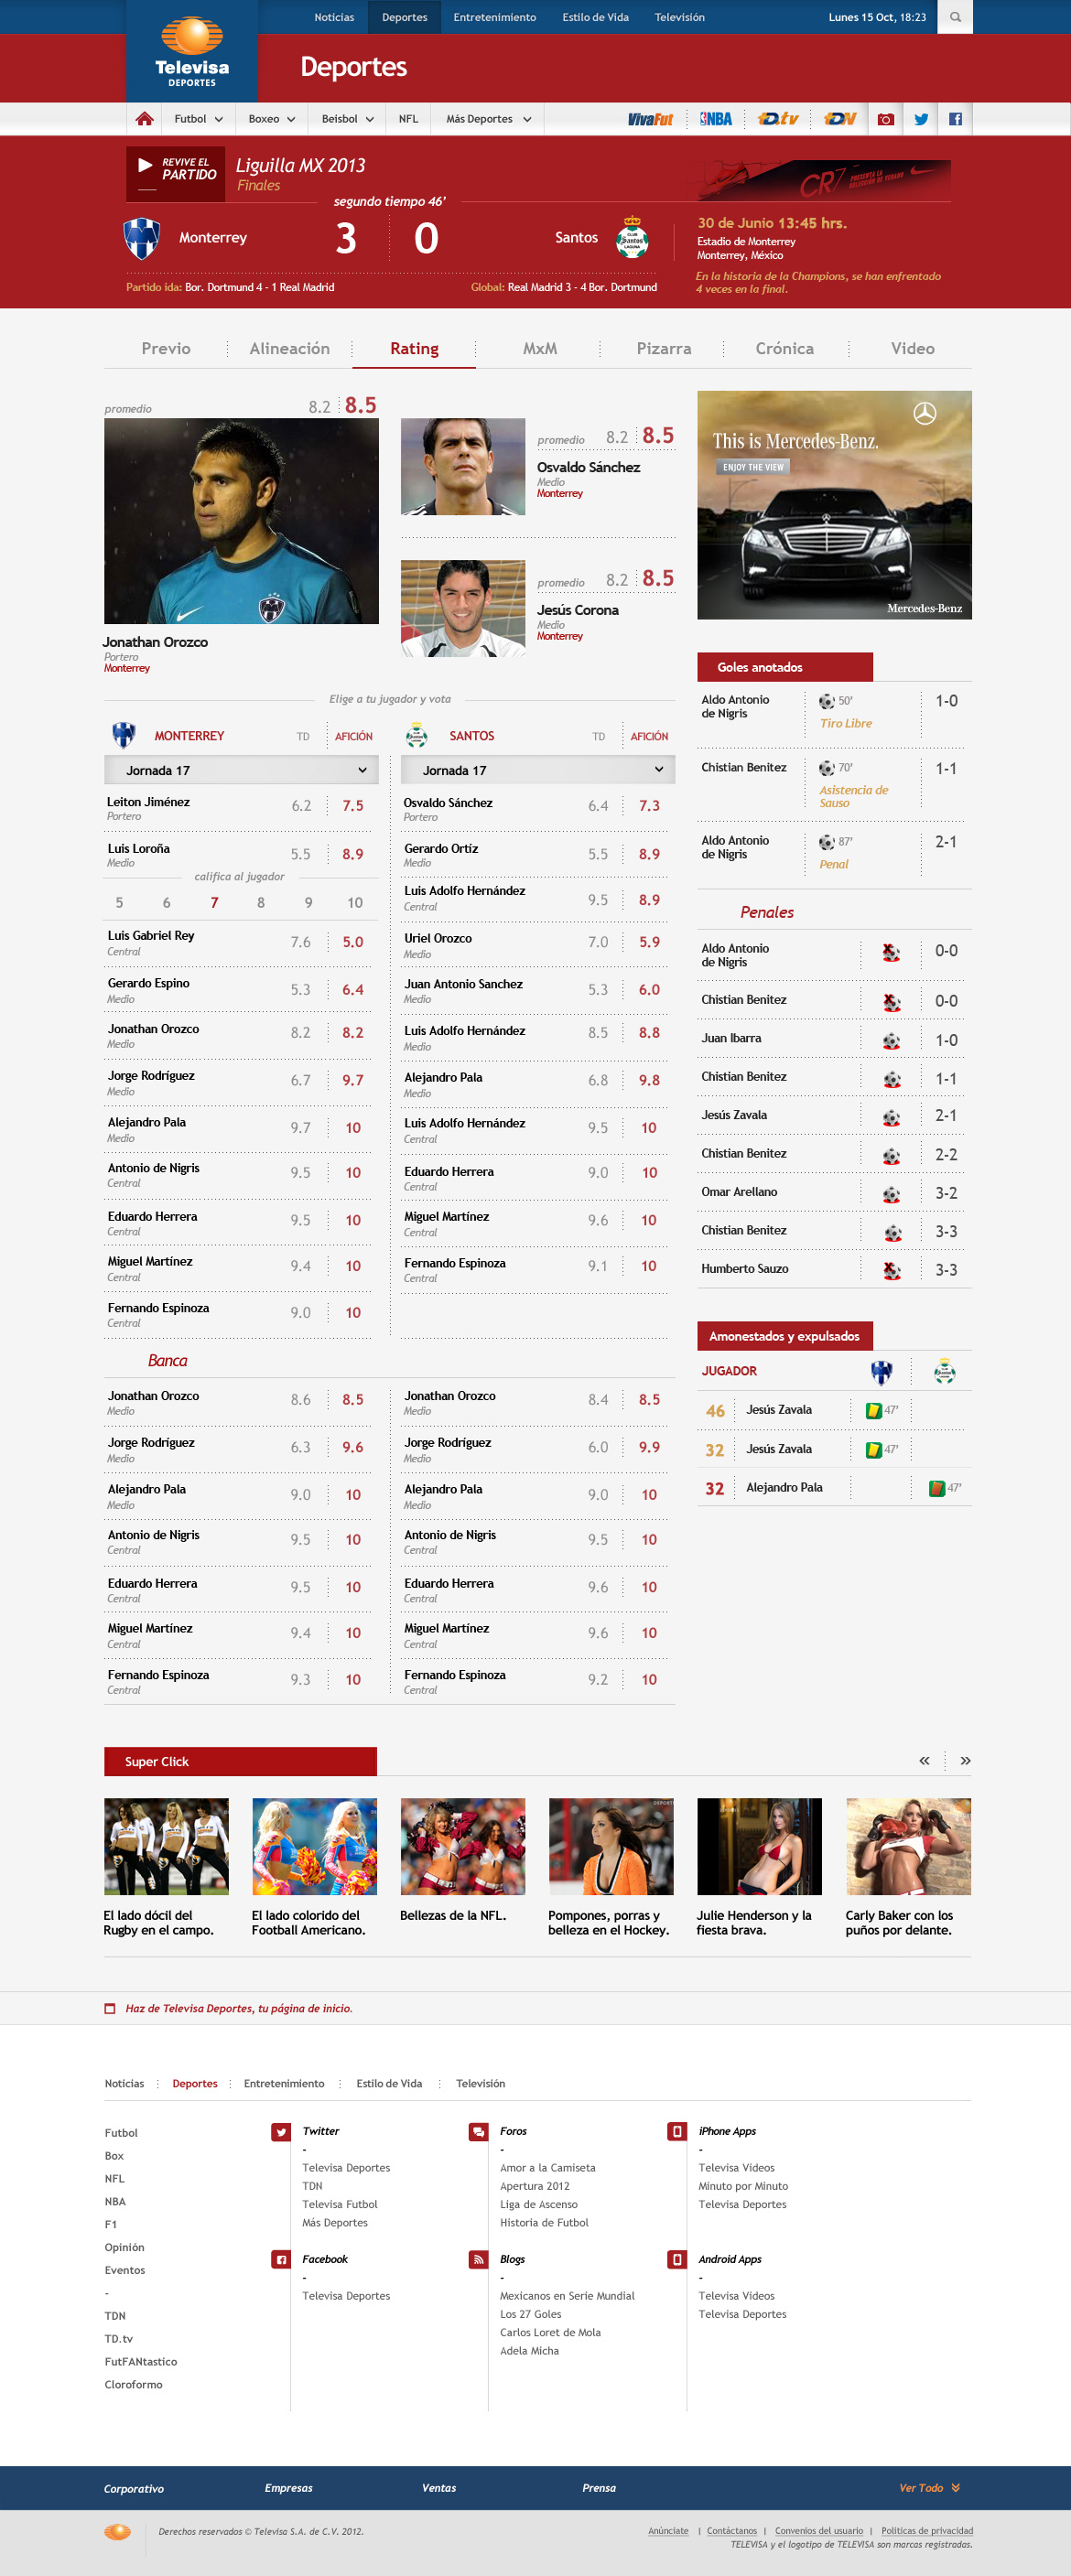 Noticias Deportes Entretenimiento Estilo de Vida Televisión Lunes 15 Oct, 18:23
Televisa
DEPORTES
Deportes
Futbol Boxeo Beisbol NFL Más Deportes VivaFut NBA TD.tv TDN
REVIVE EL
PARTIDO
Liguilla MX 2013
Finales
CR7 PRESENTA LA
SELECCIÓN DE VERANO
segundo tiempo 46'
Monterrey 3 0 Santos
30 de Junio 13:45 hrs.
Estadio de Monterrey
Monterrey, México
Partido ida: Bor. Dortmund 4 - 1 Real Madrid Global: Real Madrid 3 - 4 Bor. Dortmund
En la historia de la Champions, se han enfrentado
4 veces en la final.
Previo Alineación Rating MxM Pizarra Crónica Video
promedio 8.2 8.5
Jonathan Orozco
Portero
Monterrey
promedio 8.2 8.5
Osvaldo Sánchez
Medio
Monterrey
promedio 8.2 8.5
Jesús Corona
Medio
Monterrey
This is Mercedes-Benz.
ENJOY THE VIEW
Mercedes-Benz
Elige a tu jugador y vota
MONTERREY TD AFICIÓN
Jornada 17
Leiton Jiménez 6.2 7.5
Portero
Luis Loroña 5.5 8.9
Medio
califica al jugador
5 6 7 8 9 10
Luis Gabriel Rey 7.6 5.0
Central
Gerardo Espino 5.3 6.4
Medio
Jonathan Orozco 8.2 8.2
Medio
Jorge Rodríguez 6.7 9.7
Medio
Alejandro Pala 9.7 10
Medio
Antonio de Nigris 9.5 10
Central
Eduardo Herrera 9.5 10
Central
Miguel Martínez 9.4 10
Central
Fernando Espinoza 9.0 10
Central
SANTOS TD AFICIÓN
Jornada 17
Osvaldo Sánchez 6.4 7.3
Portero
Gerardo Ortíz 5.5 8.9
Medio
Luis Adolfo Hernández 9.5 8.9
Central
Uriel Orozco 7.0 5.9
Medio
Juan Antonio Sanchez 5.3 6.0
Medio
Luis Adolfo Hernández 8.5 8.8
Medio
Alejandro Pala 6.8 9.8
Medio
Luis Adolfo Hernández 9.5 10
Central
Eduardo Herrera 9.0 10
Central
Miguel Martínez 9.6 10
Central
Fernando Espinoza 9.1 10
Central
Banca
Jonathan Orozco 8.6 8.5
Medio
Jorge Rodríguez 6.3 9.6
Medio
Alejandro Pala 9.0 10
Medio
Antonio de Nigris 9.5 10
Central
Eduardo Herrera 9.5 10
Central
Miguel Martínez 9.4 10
Central
Fernando Espinoza 9.3 10
Central
Jonathan Orozco 8.4 8.5
Medio
Jorge Rodríguez 6.0 9.9
Medio
Alejandro Pala 9.0 10
Medio
Antonio de Nigris 9.5 10
Central
Eduardo Herrera 9.6 10
Central
Miguel Martínez 9.6 10
Central
Fernando Espinoza 9.2 10
Central
Goles anotados
Aldo Antonio
de Nigris 50' 1-0
Tiro Libre
Chistian Benitez 70' 1-1
Asistencia de
Sauso
Aldo Antonio
de Nigris 87' 2-1
Penal
Penales
Aldo Antonio
de Nigris 0-0
Chistian Benitez 0-0
Juan Ibarra 1-0
Chistian Benitez 1-1
Jesús Zavala 2-1
Chistian Benitez 2-2
Omar Arellano 3-2
Chistian Benitez 3-3
Humberto Sauzo 3-3
Amonestados y expulsados
JUGADOR
46 Jesús Zavala 47'
32 Jesús Zavala 47'
32 Alejandro Pala 47'
Super Click « »
El lado dócil del
Rugby en el campo.
El lado colorido del
Football Americano.
Bellezas de la NFL.
Pompones, porras y
belleza en el Hockey.
Julie Henderson y la
fiesta brava.
Carly Baker con los
puños por delante.
Haz de Televisa Deportes, tu página de inicio.
Noticias Deportes Entretenimiento Estilo de Vida Televisión
Futbol
Box
NFL
NBA
F1
Opinión
Eventos
-
TDN
TD.tv
FutFANtastico
Cloroformo
Twitter
-
Televisa Deportes
TDN
Televisa Futbol
Más Deportes
Facebook
-
Televisa Deportes
Foros
-
Amor a la Camiseta
Apertura 2012
Liga de Ascenso
Historia de Futbol
Blogs
-
Mexicanos en Serie Mundial
Los 27 Goles
Carlos Loret de Mola
Adela Micha
iPhone Apps
-
Televisa Videos
Minuto por Minuto
Televisa Deportes
Android Apps
-
Televisa Videos
Televisa Deportes
Corporativo Empresas Ventas Prensa Ver Todo
Derechos reservados © Televisa S.A. de C.V. 2012.
Anúnciate | Contáctanos | Convenios del usuario | Políticas de privacidad
TELEVISA y el logotipo de TELEVISA son marcas registradas.